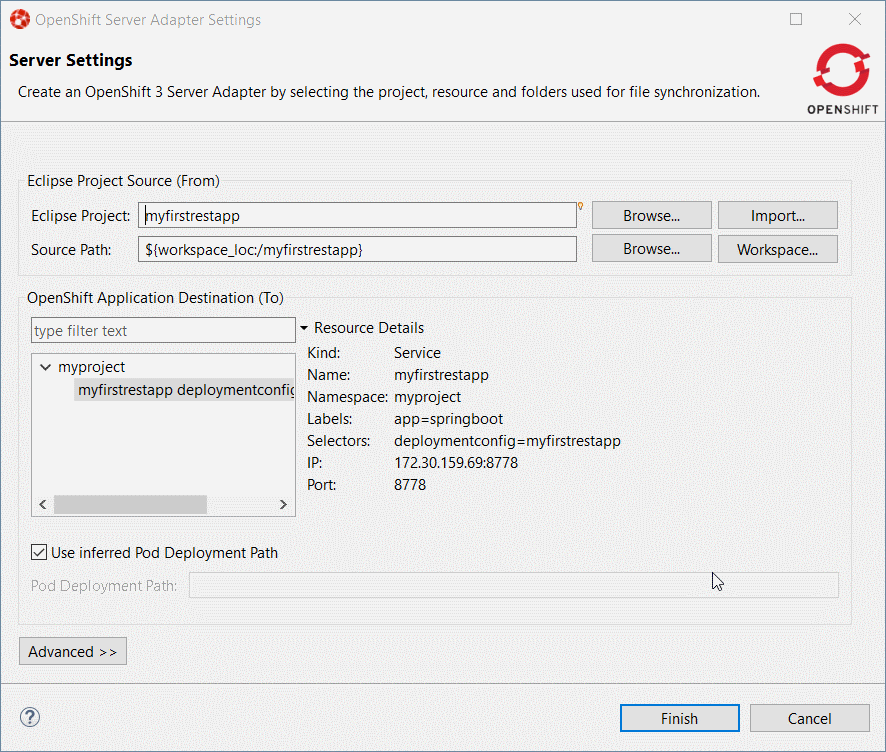 OpenShift Server Adapter Settings
Server Settings
Create an OpenShift 3 Server Adapter by selecting the project, resource and folders used for file synchronization.
OPENSHIFT
Eclipse Project Source (From)
Eclipse Project: myfirstrestapp Browse... Import...
Source Path: ${workspace_loc:/myfirstrestapp} Browse... Workspace...
OpenShift Application Destination (To)
type filter text
Resource Details
myproject
myfirstrestapp deploymentconfig
Kind: Service
Name: myfirstrestapp
Namespace: myproject
Labels: app=springboot
Selectors: deploymentconfig=myfirstrestapp
IP: 172.30.159.69:8778
Port: 8778
Use inferred Pod Deployment Path
Pod Deployment Path:
Advanced >>
?
Finish Cancel